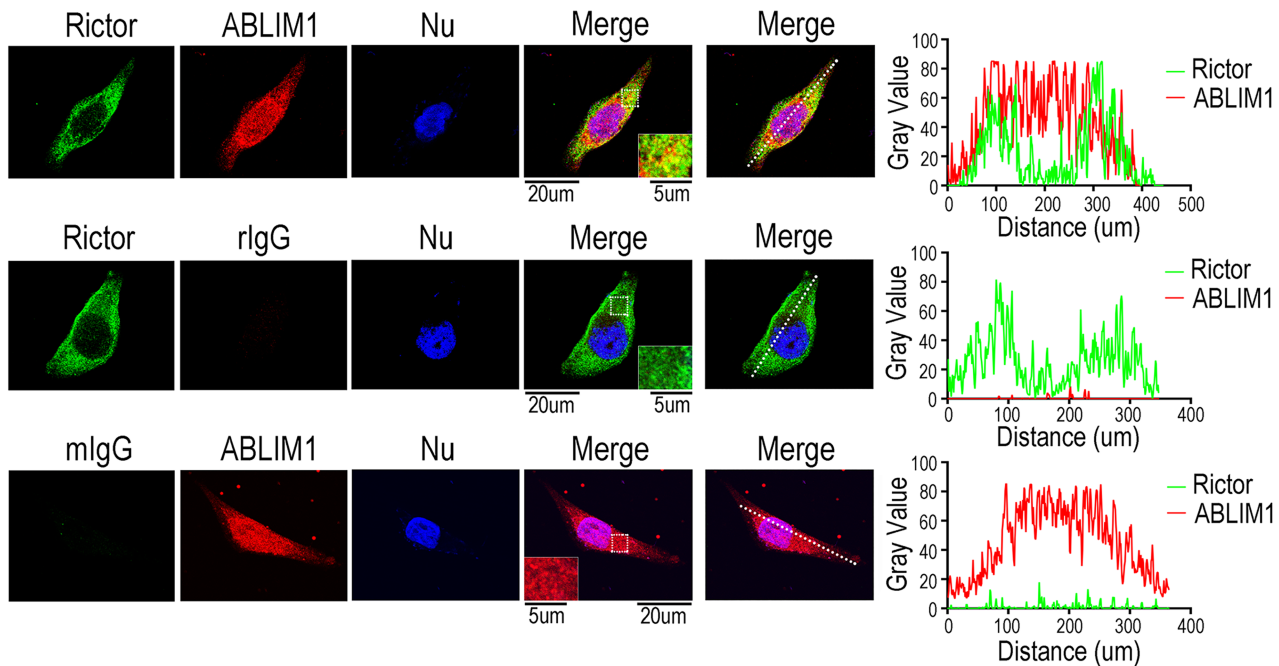 Rictor ABLIM1 Nu Merge Merge
100
80
60
40
20
0
Gray Value
0 100 200 300 400 500
Distance (um)
Rictor
ABLIM1
20um 5um
Rictor rIgG Nu Merge Merge
100
80
60
40
20
0
Gray Value
0 100 200 300 400
Distance (um)
Rictor
ABLIM1
20um 5um
mIgG ABLIM1 Nu Merge Merge
100
80
60
40
20
0
Gray Value
0 100 200 300 400
Distance (um)
Rictor
ABLIM1
5um 20um